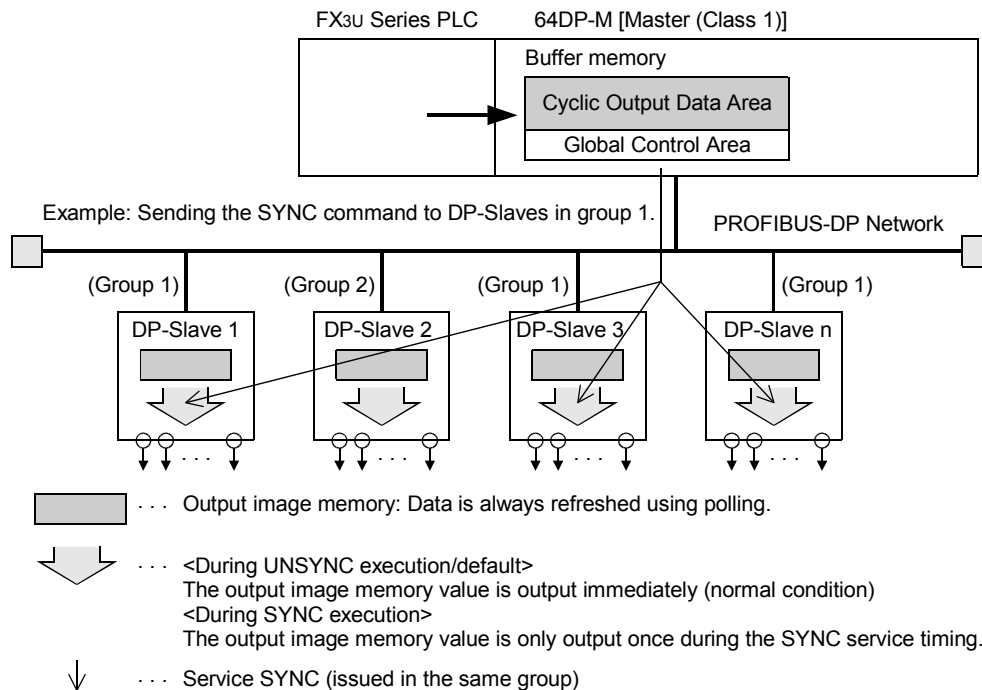 FX3U Series PLC
64DP-M [Master (Class 1)]
Buffer memory
Cyclic Output Data Area
Global Control Area
Example: Sending the SYNC command to DP-Slaves in group 1.
PROFIBUS-DP Network
(Group 1)
(Group 2)
(Group 1)
(Group 1)
DP-Slave 1
DP-Slave 2
DP-Slave 3
DP-Slave n
· · ·
· · ·
· · ·
· · ·
· · · Output image memory: Data is always refreshed using polling.
· · · <During UNSYNC execution/default>
The output image memory value is output immediately (normal condition)
<During SYNC execution>
The output image memory value is only output once during the SYNC service timing.
· · · Service SYNC (issued in the same group)